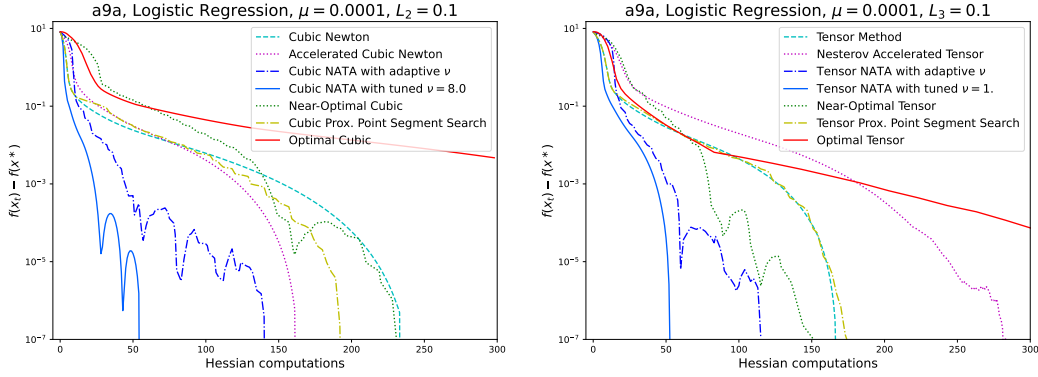 a9a, Logistic Regression, μ = 0.0001, L₂ = 0.1
f(xₜ) − f(x*)
10¹
10⁻¹
10⁻³
10⁻⁵
10⁻⁷
Cubic Newton
Accelerated Cubic Newton
Cubic NATA with adaptive ν
Cubic NATA with tuned ν = 8.0
Near-Optimal Cubic
Cubic Prox. Point Segment Search
Optimal Cubic
0 50 100 150 200 250 300
Hessian computations
a9a, Logistic Regression, μ = 0.0001, L₃ = 0.1
f(xₜ) − f(x*)
10¹
10⁻¹
10⁻³
10⁻⁵
10⁻⁷
Tensor Method
Nesterov Accelerated Tensor
Tensor NATA with adaptive ν
Tensor NATA with tuned ν = 1.
Near-Optimal Tensor
Tensor Prox. Point Segment Search
Optimal Tensor
0 50 100 150 200 250 300
Hessian computations